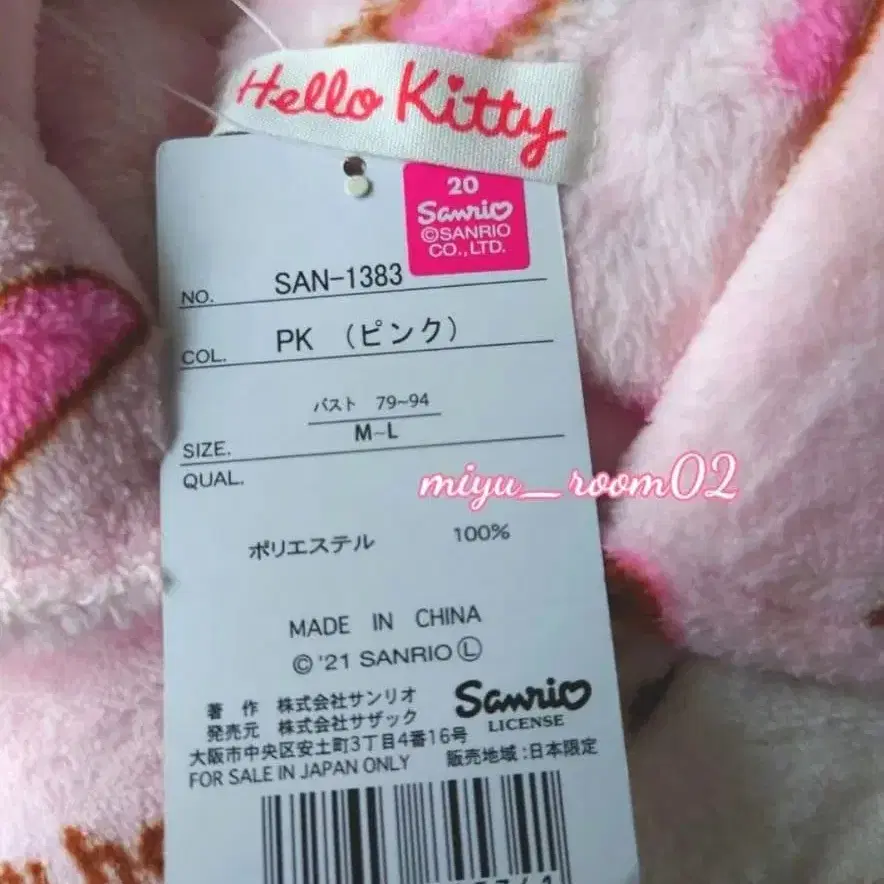 Hello Kitty
20
Sanrio
©SANRIO
CO.,LTD.
NO. SAN-1383
COL. PK (ピンク)
バスト 79~94
SIZE. M-L
QUAL.
miyu_room02
ポリエステル 100%
MADE IN CHINA
© '21 SANRIO Ⓛ
著 作 株式会社サンリオ
発売元 株式会社サザック
Sanrio
LICENSE
大阪市中央区安土町3丁目4番16号
FOR SALE IN JAPAN ONLY 販売地域:日本限定